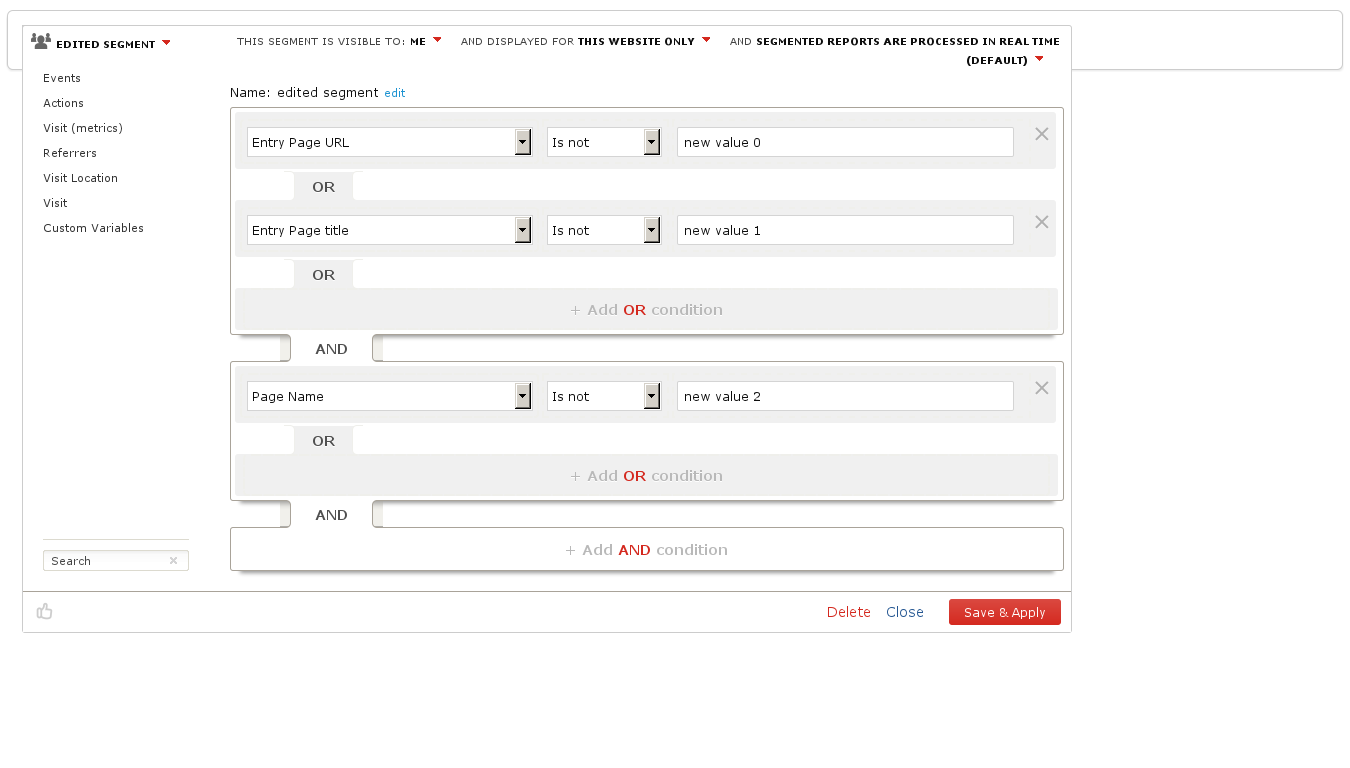 EDITED SEGMENT
THIS SEGMENT IS VISIBLE TO: ME AND DISPLAYED FOR THIS WEBSITE ONLY AND SEGMENTED REPORTS ARE PROCESSED IN REAL TIME
(DEFAULT)
Events
Actions
Visit (metrics)
Referrers
Visit Location
Visit
Custom Variables
Search
Name: edited segment edit
Entry Page URL Is not new value 0
OR
Entry Page title Is not new value 1
OR
+ Add OR condition
AND
Page Name Is not new value 2
OR
+ Add OR condition
AND
+ Add AND condition
Delete Close Save & Apply